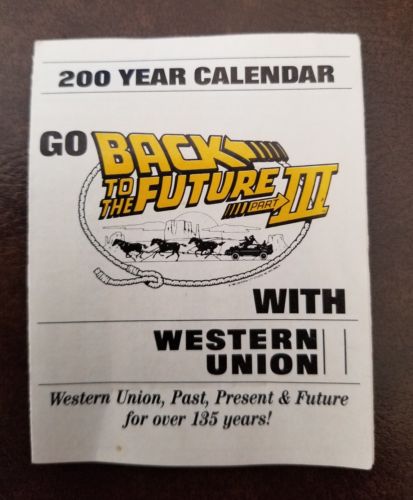 200 YEAR CALENDAR
GO BACK
TO THE FUTURE
PART III
WITH
WESTERN
UNION
Western Union, Past, Present & Future
for over 135 years!